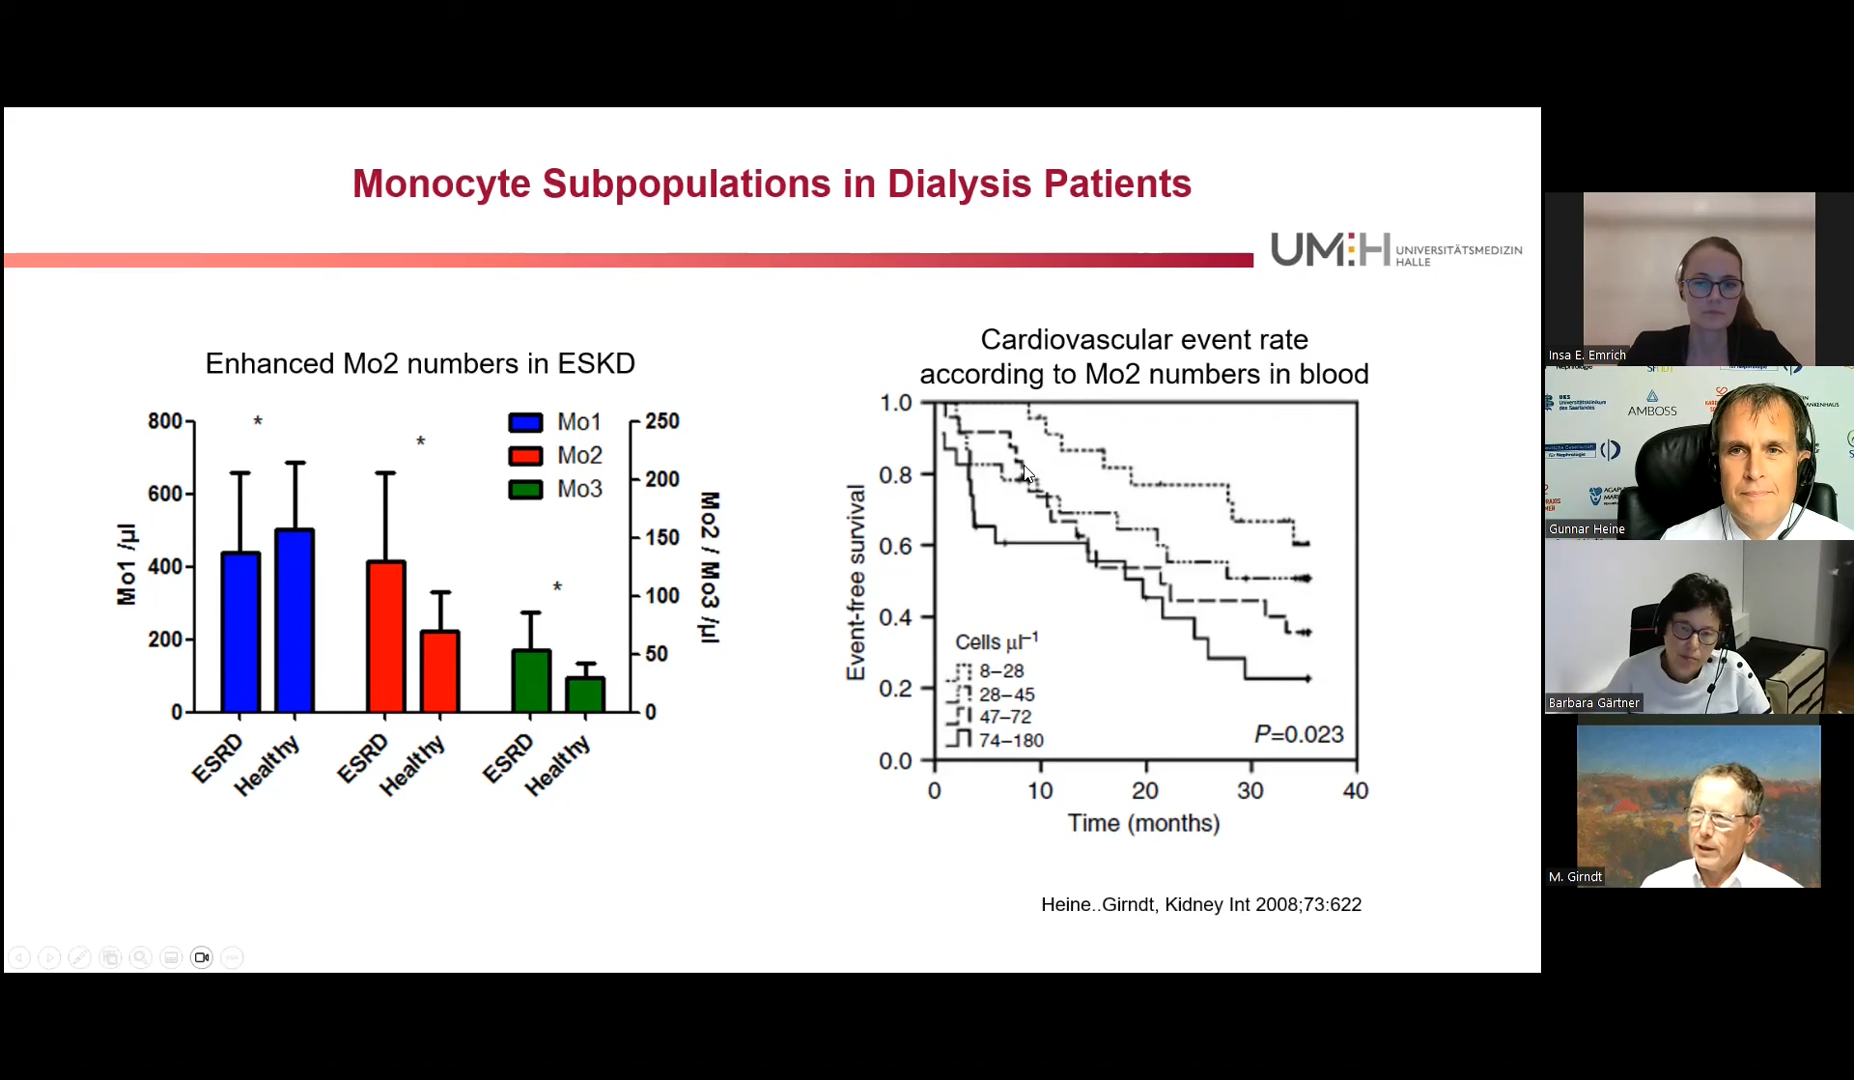 Monocyte Subpopulations in Dialysis Patients
UM:H UNIVERSITÄTSMEDIZIN
HALLE
Enhanced Mo2 numbers in ESKD
800
600
400
200
0
Mo1 /µl
*
*
*
Mo1
Mo2
Mo3
250
200
150
100
50
0
Mo2 / Mo3 /µl
ESRD
Healthy
ESRD
Healthy
ESRD
Healthy
Cardiovascular event rate
according to Mo2 numbers in blood
1.0
0.8
0.6
0.4
0.2
0.0
Event-free survival
Cells µl⁻¹
8–28
28–45
47–72
74–180
P=0.023
0 10 20 30 40
Time (months)
Heine..Girndt, Kidney Int 2008;73:622
Insa E. Emrich
AMBOSS
Gunnar Heine
Barbara Gärtner
M. Girndt